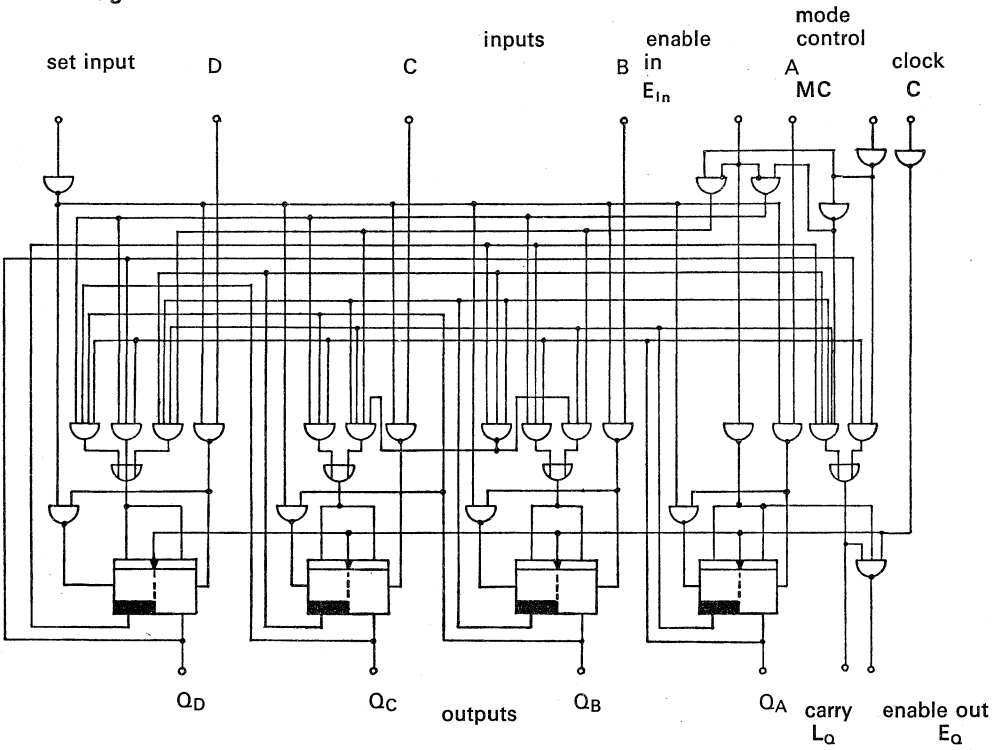 mode
inputs enable control
set input D C B in A clock
E_In MC C
Q_D Q_C Q_B Q_A
outputs carry enable out
L_Q E_Q